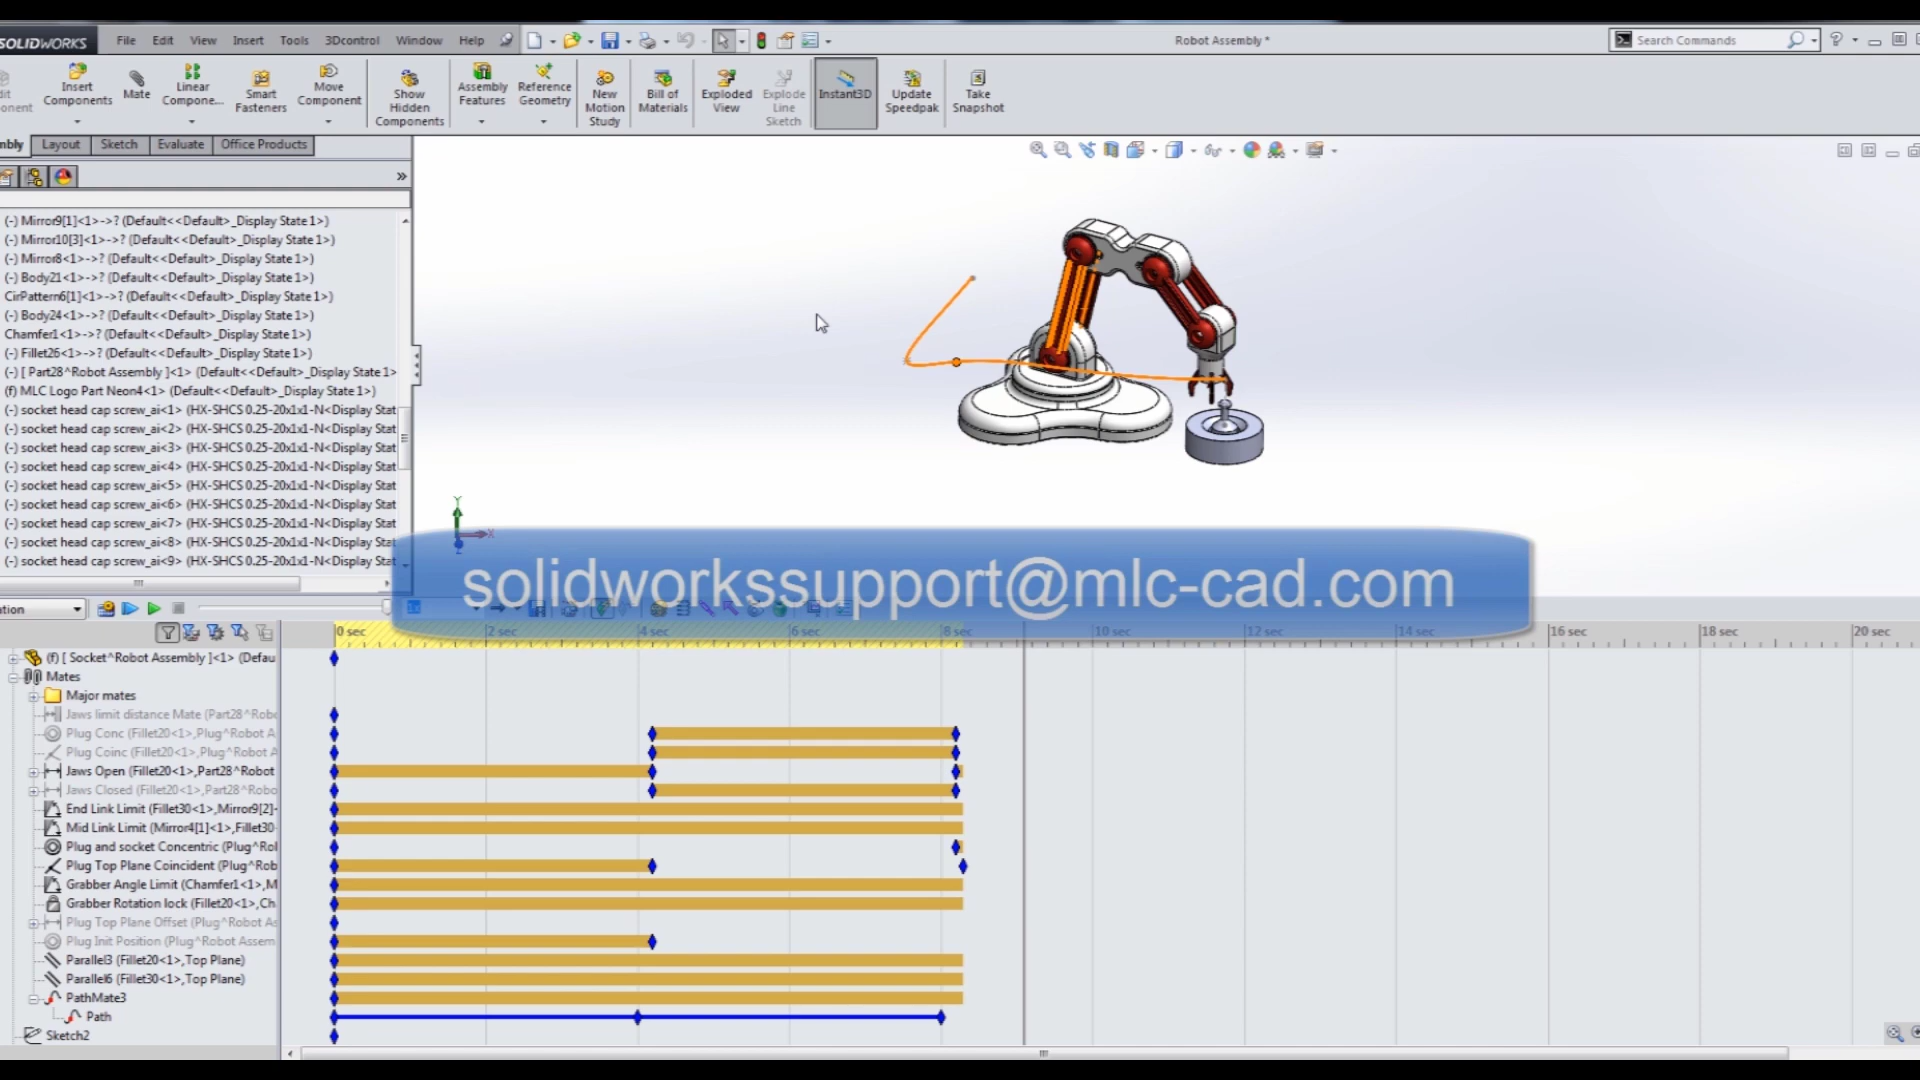 SOLIDWORKS File Edit View Insert Tools 3Dcontrol Window Help Robot Assembly * Search Commands
Insert Components Mate Linear Compone... Smart Fasteners Move Component Show Hidden Components Assembly Features Reference Geometry New Motion Study Bill of Materials Exploded View Explode Line Sketch Instant3D Update Speedpak Take Snapshot
mbly Layout Sketch Evaluate Office Products
(-) Mirror9[1]<1>->? (Default<<Default>_Display State 1>)
(-) Mirror10[3]<1>->? (Default<<Default>_Display State 1>)
(-) Mirror8<1>->? (Default<<Default>_Display State 1>)
(-) Body21<1>->? (Default<<Default>_Display State 1>)
CirPattern6[1]<1>->? (Default<<Default>_Display State 1>)
(-) Body24<1>->? (Default<<Default>_Display State 1>)
Chamfer1<1>->? (Default<<Default>_Display State 1>)
(-) Fillet26<1>->? (Default<<Default>_Display State 1>)
(-) [ Part28^Robot Assembly ]<1> (Default<<Default>_Display State 1>
(f) MLC Logo Part Neon4<1> (Default<<Default>_Display State 1>)
(-) socket head cap screw_ai<1> (HX-SHCS 0.25-20x1x1-N<Display Stat
(-) socket head cap screw_ai<2> (HX-SHCS 0.25-20x1x1-N<Display Stat
(-) socket head cap screw_ai<3> (HX-SHCS 0.25-20x1x1-N<Display Stat
(-) socket head cap screw_ai<4> (HX-SHCS 0.25-20x1x1-N<Display Stat
(-) socket head cap screw_ai<5> (HX-SHCS 0.25-20x1x1-N<Display Stat
(-) socket head cap screw_ai<6> (HX-SHCS 0.25-20x1x1-N<Display Stat
(-) socket head cap screw_ai<7> (HX-SHCS 0.25-20x1x1-N<Display Stat
(-) socket head cap screw_ai<8> (HX-SHCS 0.25-20x1x1-N<Display Stat
(-) socket head cap screw_ai<9> (HX-SHCS 0.25-20x1x1-N<Display Stat
Y
X
solidworkssupport@mlc-cad.com
ation
0 sec 2 sec 4 sec 6 sec 8 sec 10 sec 12 sec 14 sec 16 sec 18 sec 20 sec
(f) [ Socket^Robot Assembly ]<1> (Defau
Mates
Major mates
Jaws limit distance Mate (Part28^Robo
Plug Conc (Fillet20<1>,Plug^Robot A
Plug Coinc (Fillet20<1>,Plug^Robot A
Jaws Open (Fillet20<1>,Part28^Robot
Jaws Closed (Fillet20<1>,Part28^Robo
End Link Limit (Fillet30<1>,Mirror9[2]<
Mid Link Limit (Mirror4[1]<1>,Fillet30
Plug and socket Concentric (Plug^Rol
Plug Top Plane Coincident (Plug^Rob
Grabber Angle Limit (Chamfer1<1>,M
Grabber Rotation lock (Fillet20<1>,Ch
Plug Top Plane Offset (Plug^Robot As
Plug Init Position (Plug^Robot Assem
Parallel3 (Fillet20<1>,Top Plane)
Parallel6 (Fillet30<1>,Top Plane)
PathMate3
Path
Sketch2